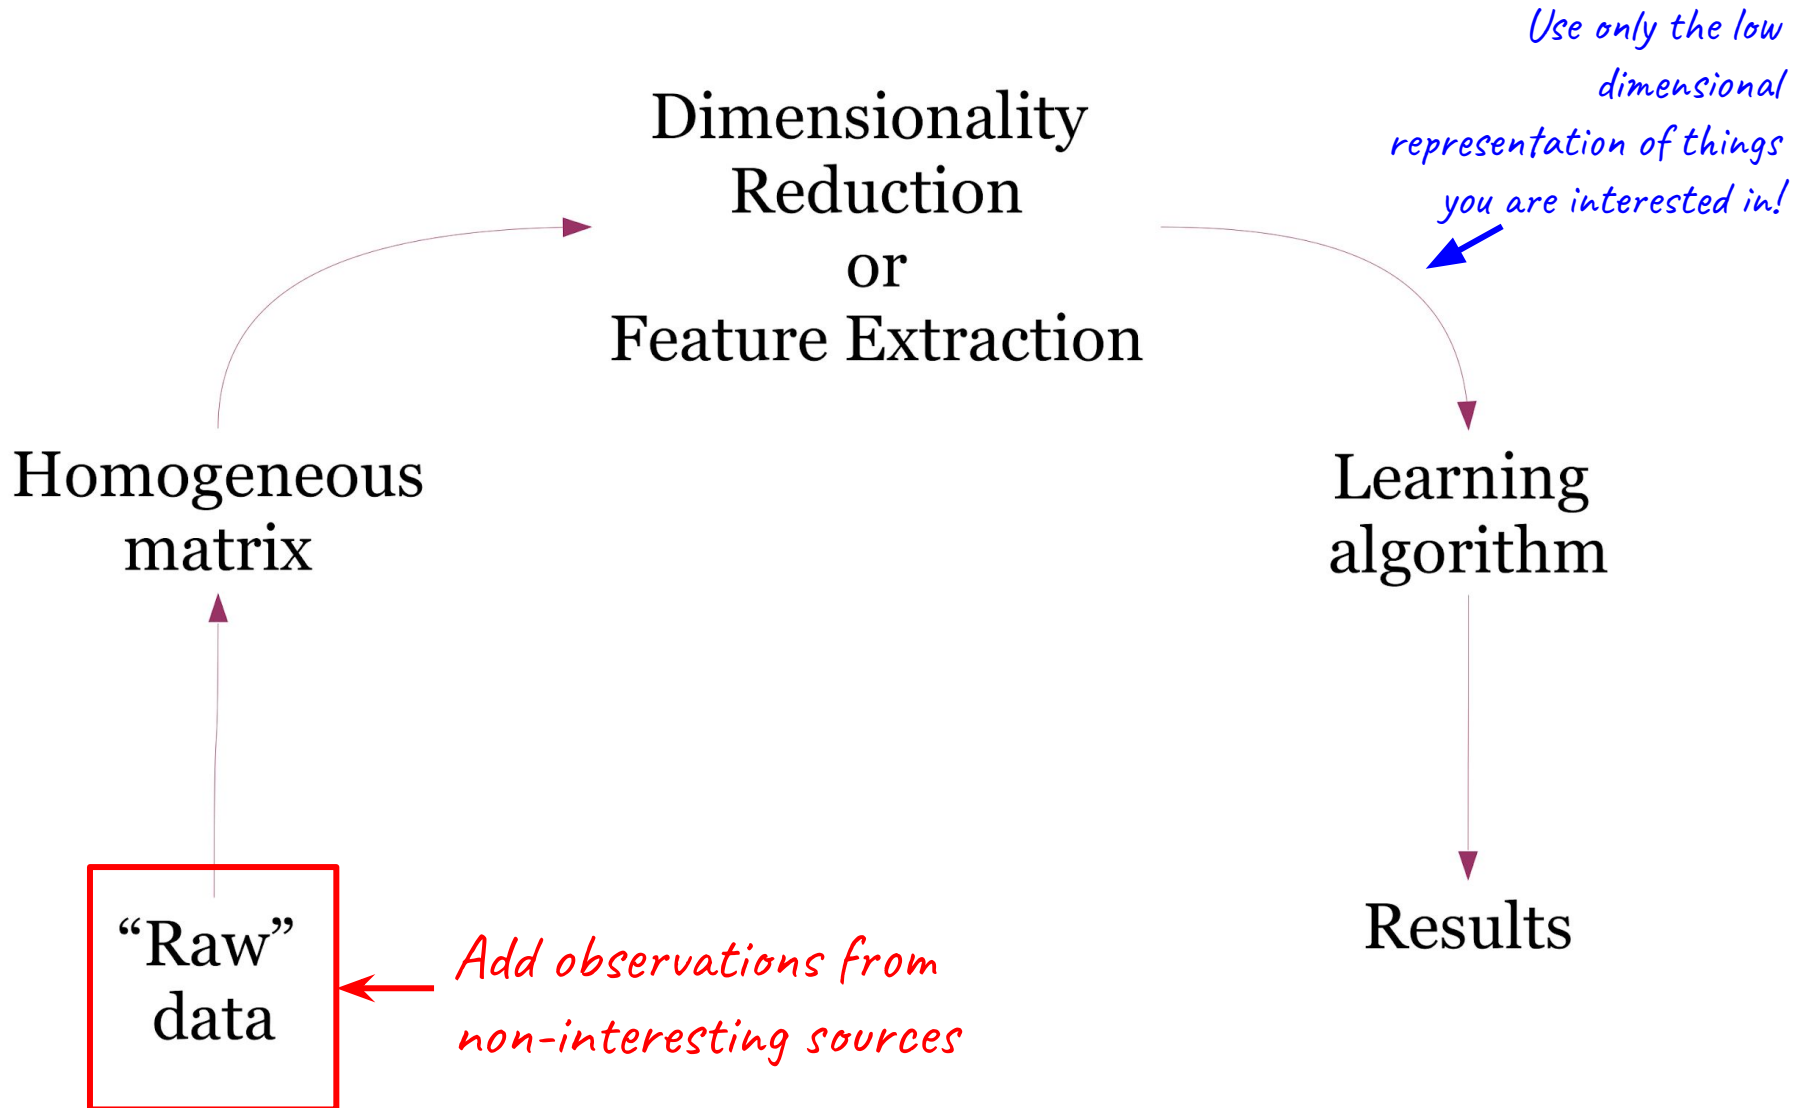 Use only the low
dimensional
representation of things
you are interested in!
Dimensionality
Reduction
or
Feature Extraction
Homogeneous
matrix
Learning
algorithm
“Raw”
data
Add observations from
non-interesting sources
Results